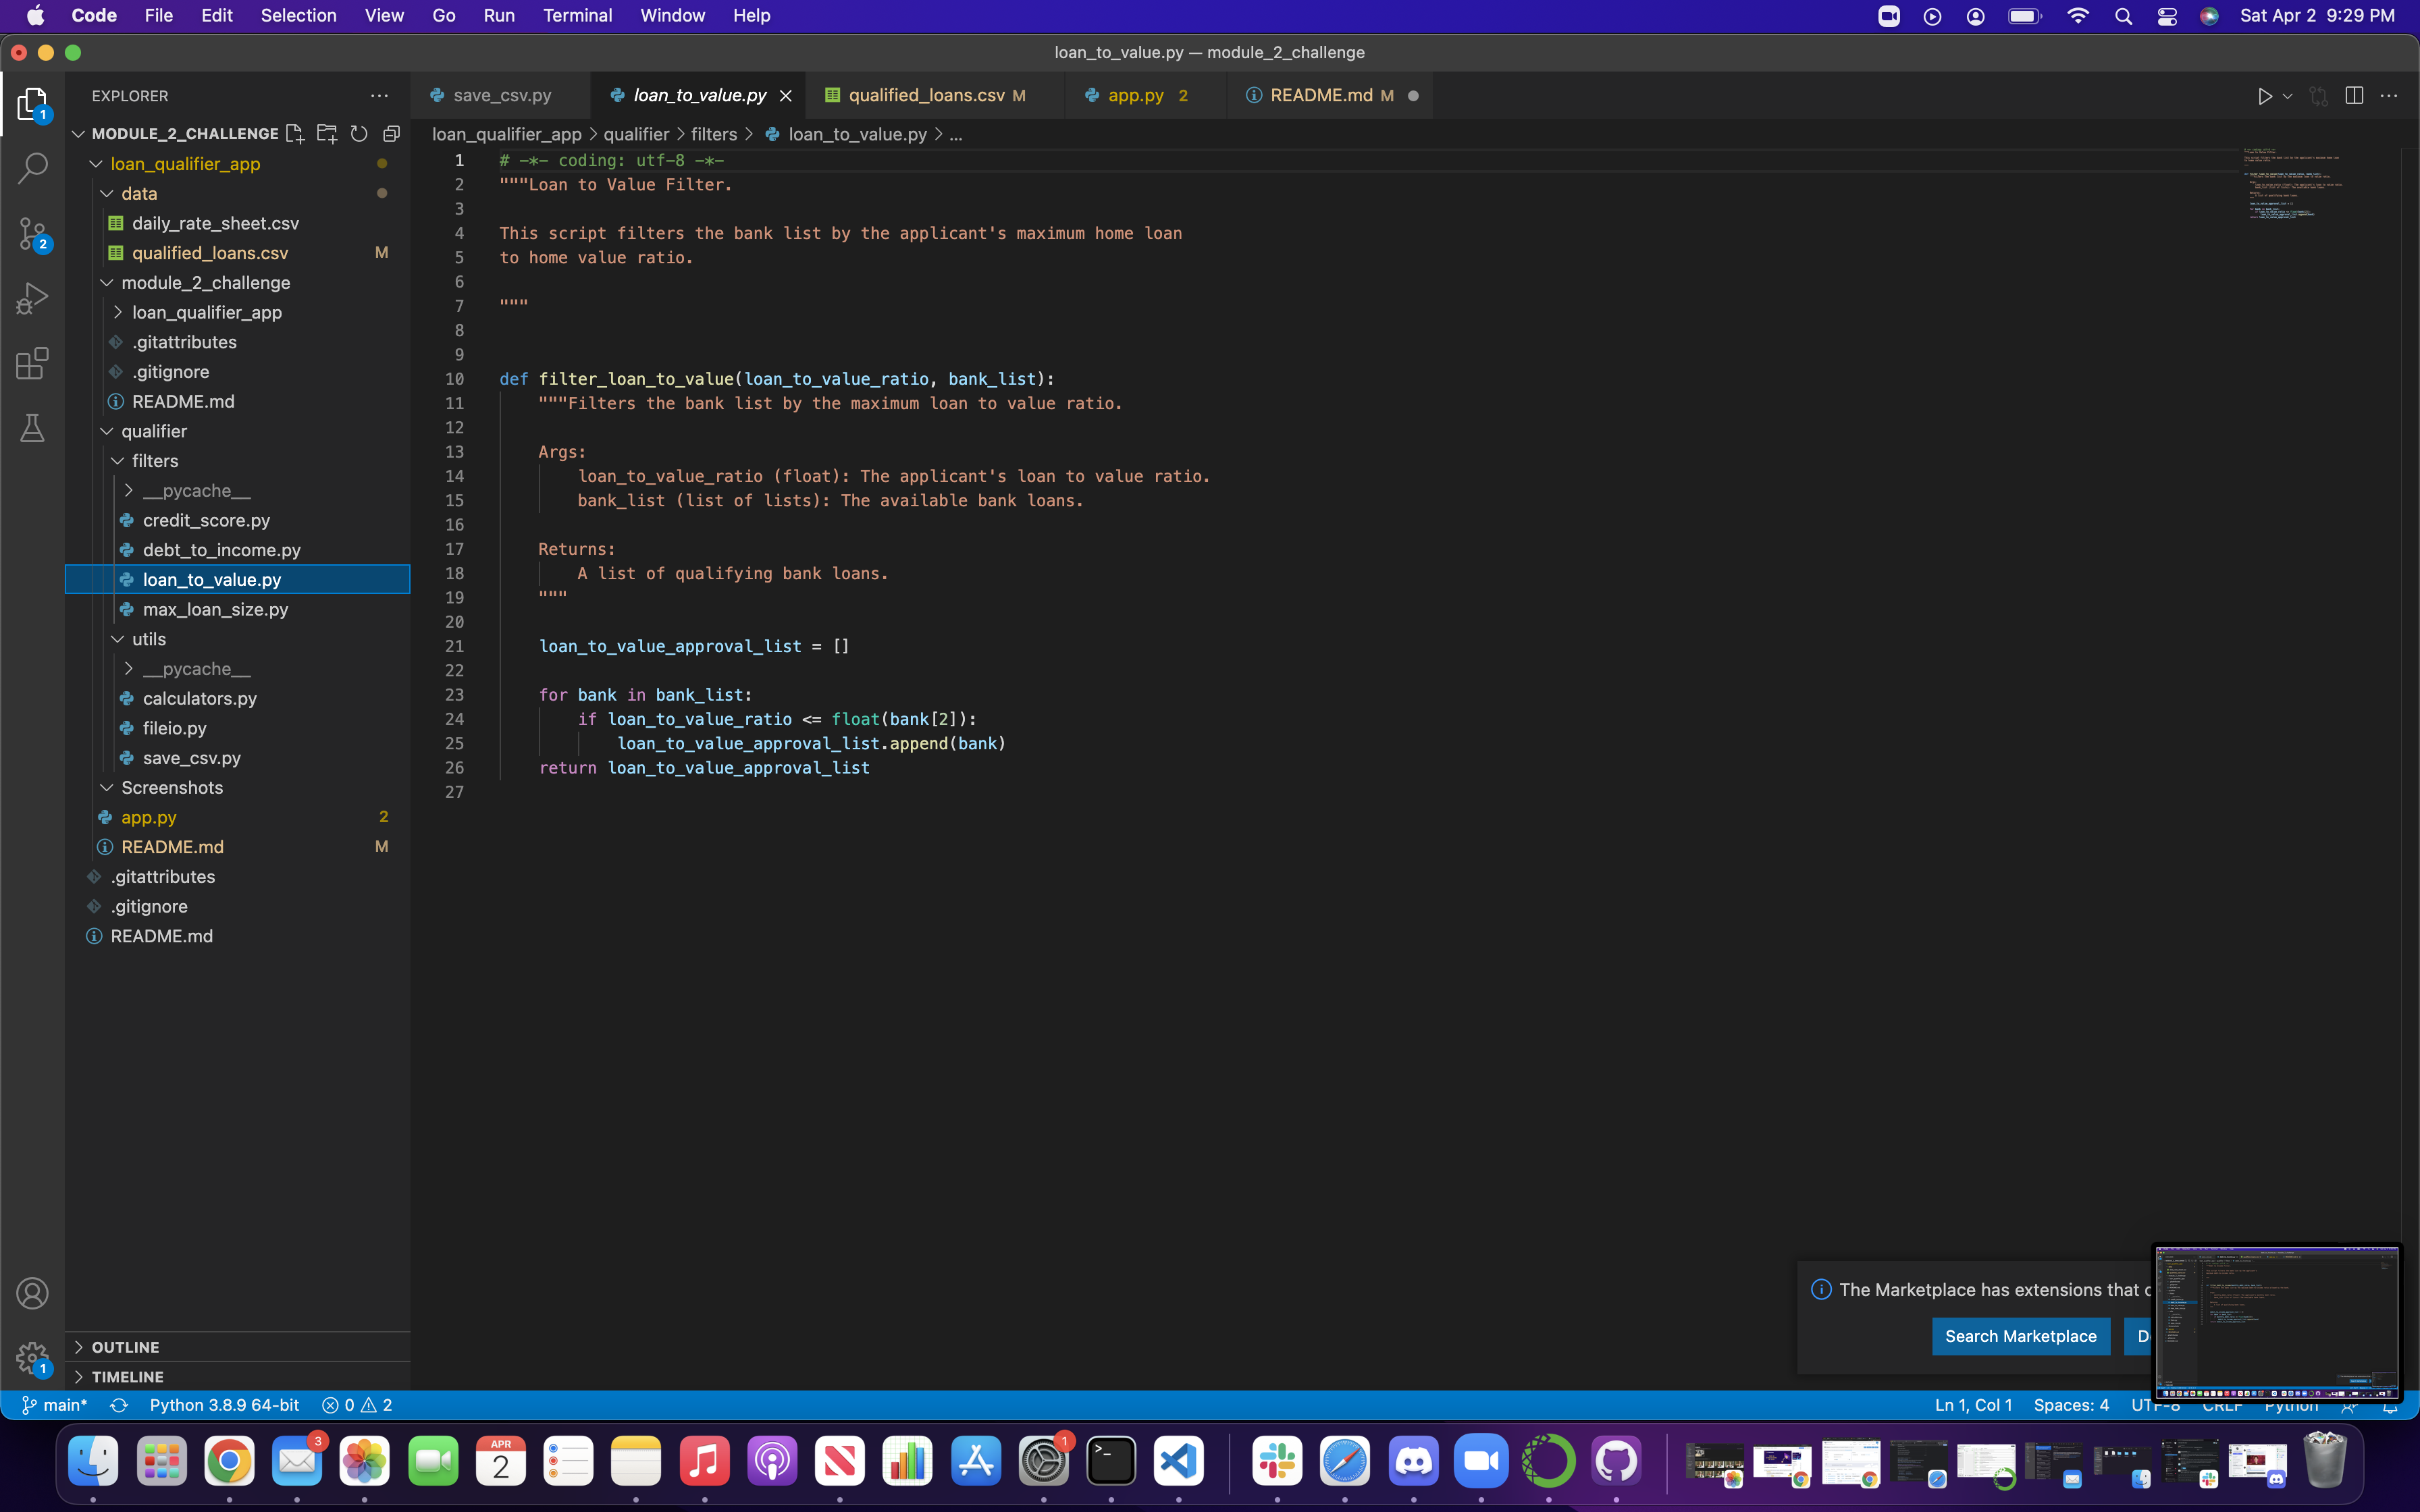 Code File Edit Selection View Go Run Terminal Window Help Sat Apr 2 9:29 PM
loan_to_value.py — module_2_challenge
EXPLORER ...
save_csv.py loan_to_value.py qualified_loans.csv M app.py 2 README.md M
MODULE_2_CHALLENGE
loan_qualifier_app > qualifier > filters > loan_to_value.py > ...
loan_qualifier_app
data
daily_rate_sheet.csv
qualified_loans.csv M
module_2_challenge
loan_qualifier_app
.gitattributes
.gitignore
README.md
qualifier
filters
__pycache__
credit_score.py
debt_to_income.py
loan_to_value.py
max_loan_size.py
utils
__pycache__
calculators.py
fileio.py
save_csv.py
Screenshots
app.py 2
README.md M
.gitattributes
.gitignore
README.md
OUTLINE
TIMELINE
1 # -*- coding: utf-8 -*-
2 """Loan to Value Filter.
3
4 This script filters the bank list by the applicant's maximum home loan
5 to home value ratio.
6
7 """
8
9
10 def filter_loan_to_value(loan_to_value_ratio, bank_list):
11 """Filters the bank list by the maximum loan to value ratio.
12
13 Args:
14 loan_to_value_ratio (float): The applicant's loan to value ratio.
15 bank_list (list of lists): The available bank loans.
16
17 Returns:
18 A list of qualifying bank loans.
19 """
20
21 loan_to_value_approval_list = []
22
23 for bank in bank_list:
24 if loan_to_value_ratio <= float(bank[2]):
25 loan_to_value_approval_list.append(bank)
26 return loan_to_value_approval_list
27
The Marketplace has extensions that
Search Marketplace
main* Python 3.8.9 64-bit 0 2 Ln 1, Col 1 Spaces: 4 UTF-8 CRLF Python
1
2
1
3
APR
2
1